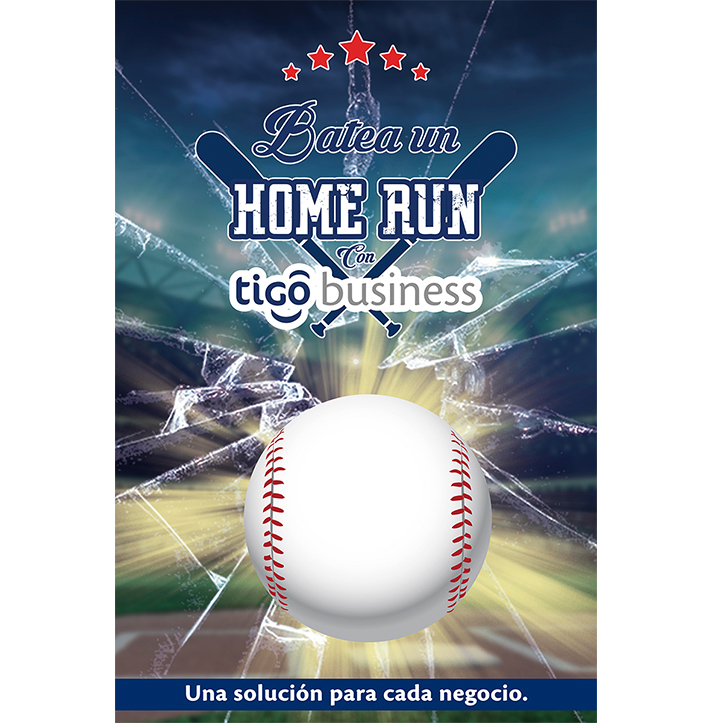 Batea un
HOME RUN
Con
tigo business
Una solución para cada negocio.